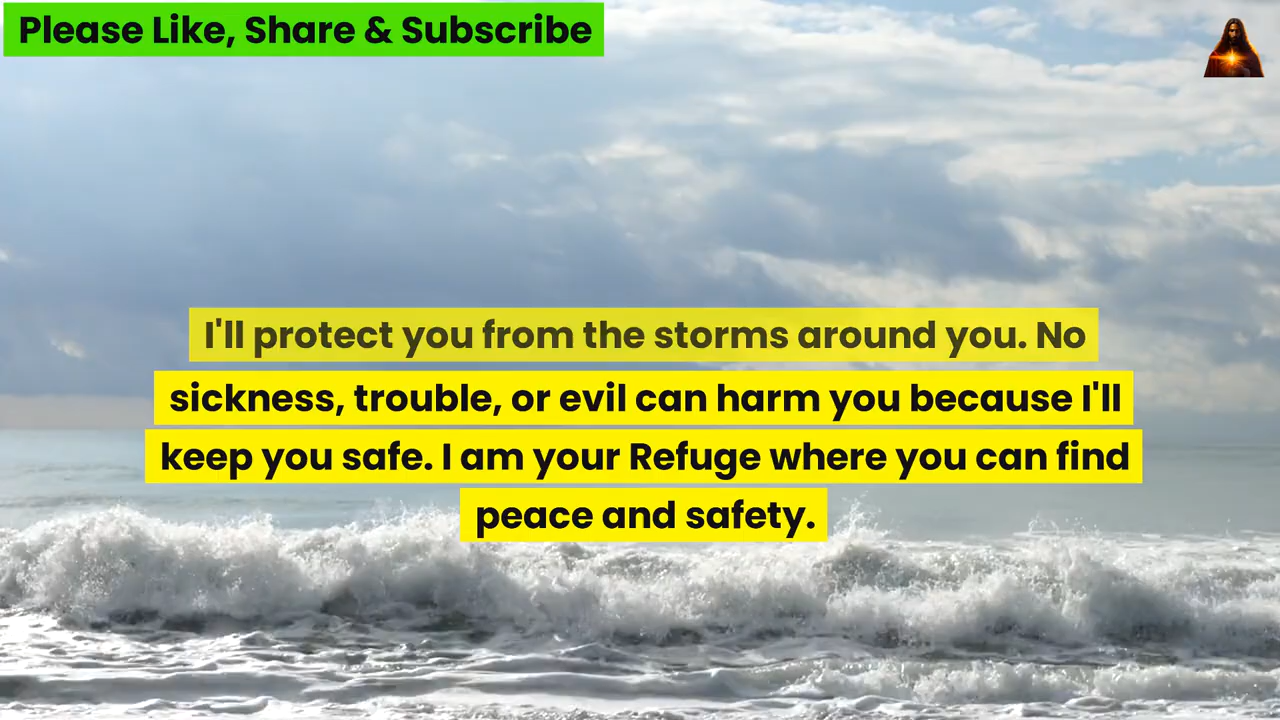 Please Like, Share & Subscribe
I'll protect you from the storms around you. No
sickness, trouble, or evil can harm you because I'll
keep you safe. I am your Refuge where you can find
peace and safety.